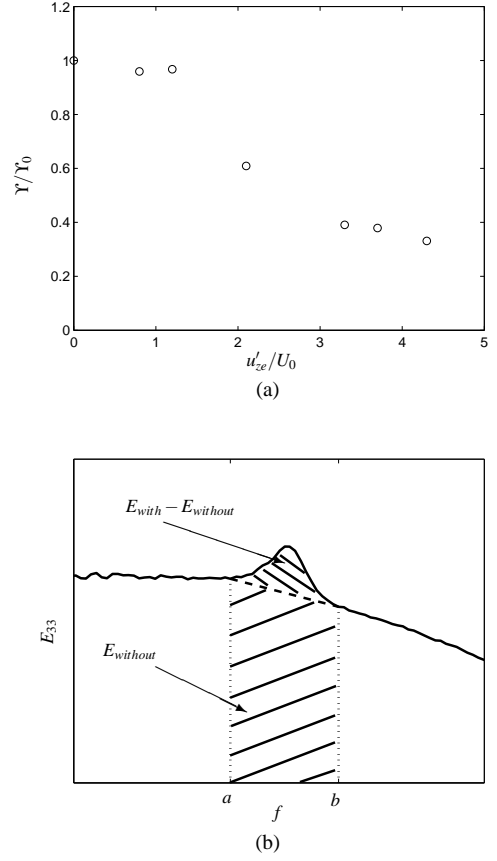 1.2
1
0.8
0.6
0.4
0.2
0
ϒ/ϒ0
0 1 2 3 4 5
u′ze/U0
(a)
Ewith − Ewithout
E33
Ewithout
a b
f
(b)